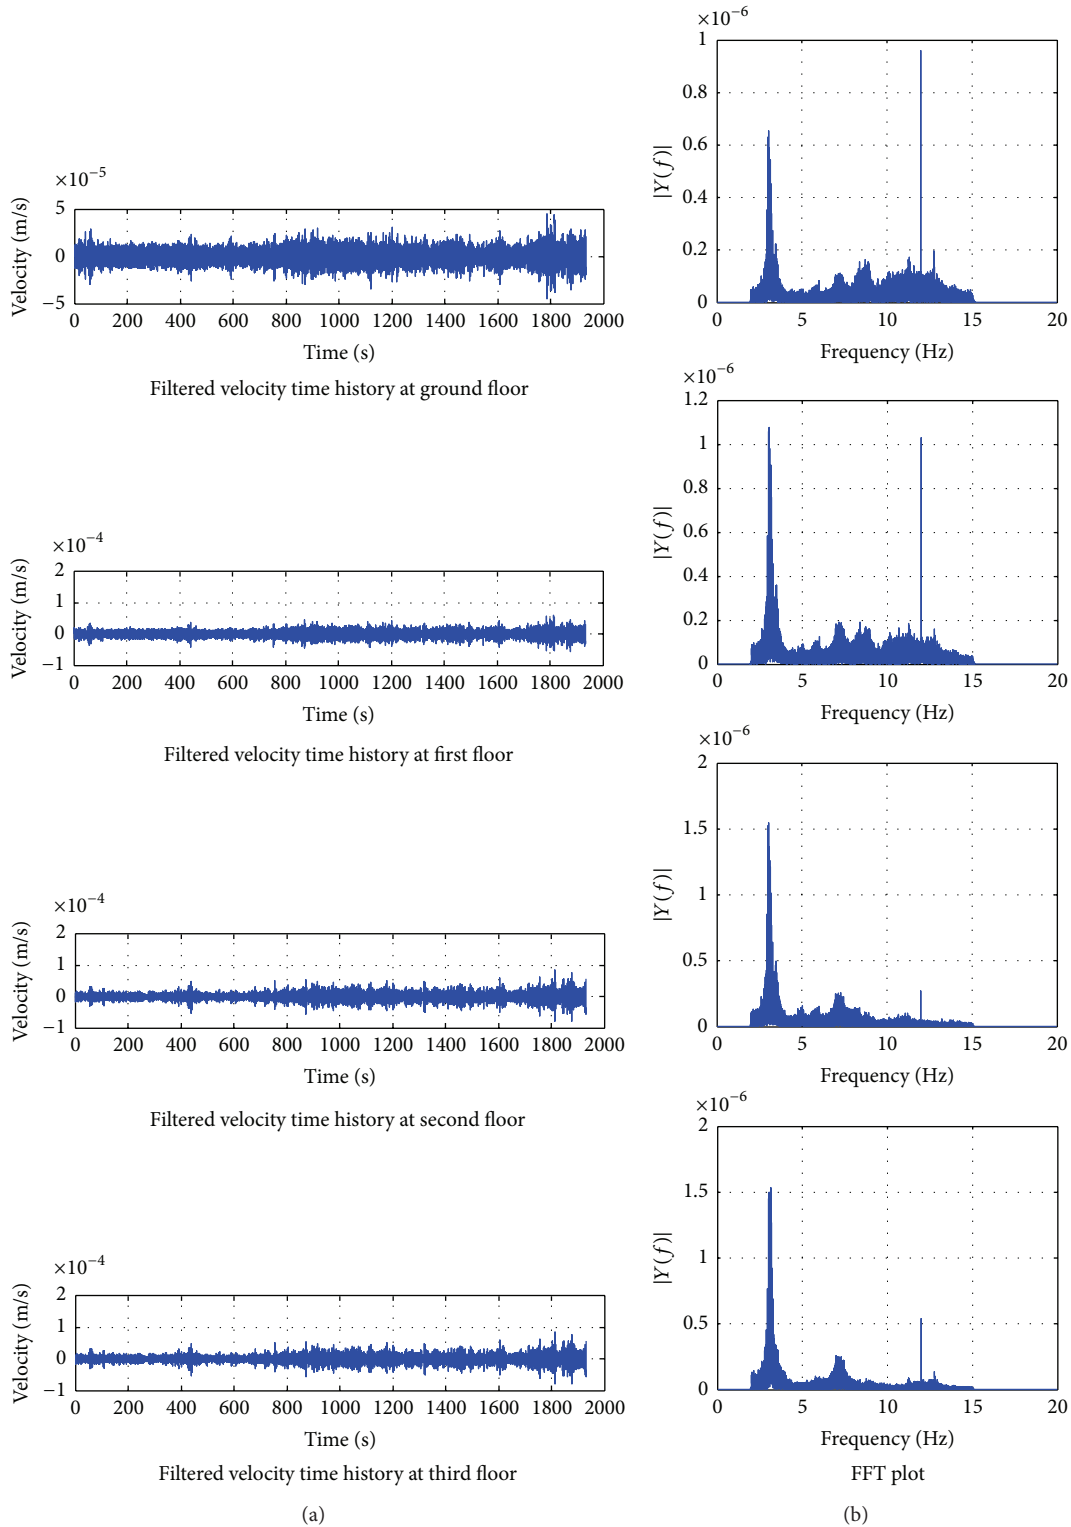 ×10−5
Velocity (m/s)
5
0
−5
0 200 400 600 800 1000 1200 1400 1600 1800 2000
Time (s)
Filtered velocity time history at ground floor
×10−6
|Y(f)|
1
0.8
0.6
0.4
0.2
0
0 5 10 15 20
Frequency (Hz)
×10−4
Velocity (m/s)
2
1
0
−1
0 200 400 600 800 1000 1200 1400 1600 1800 2000
Time (s)
Filtered velocity time history at first floor
×10−6
|Y(f)|
1.2
1
0.8
0.6
0.4
0.2
0
0 5 10 15 20
Frequency (Hz)
×10−4
Velocity (m/s)
2
1
0
−1
0 200 400 600 800 1000 1200 1400 1600 1800 2000
Time (s)
Filtered velocity time history at second floor
×10−6
|Y(f)|
2
1.5
1
0.5
0
0 5 10 15 20
Frequency (Hz)
×10−4
Velocity (m/s)
2
1
0
−1
0 200 400 600 800 1000 1200 1400 1600 1800 2000
Time (s)
Filtered velocity time history at third floor
(a)
×10−6
|Y(f)|
2
1.5
1
0.5
0
0 5 10 15 20
Frequency (Hz)
FFT plot
(b)